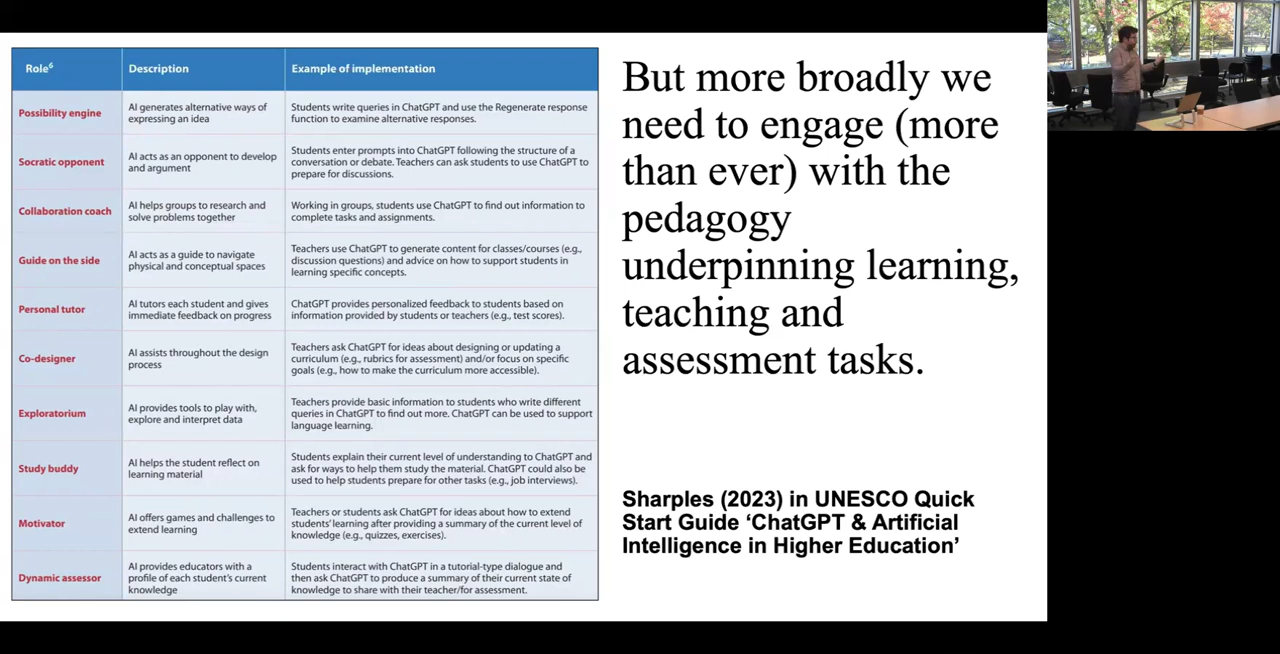 Role6
Description
Example of implementation
Possibility engine
AI generates alternative ways of
expressing an idea
Students write queries in ChatGPT and use the Regenerate response
function to examine alternative responses.
Socratic opponent
AI acts as an opponent to develop
and argument
Students enter prompts into ChatGPT following the structure of a
conversation or debate. Teachers can ask students to use ChatGPT to
prepare for discussions.
Collaboration coach
AI helps groups to research and
solve problems together
Working in groups, students use ChatGPT to find out information to
complete tasks and assignments.
Guide on the side
AI acts as a guide to navigate
physical and conceptual spaces
Teachers use ChatGPT to generate content for classes/courses (e.g.,
discussion questions) and advice on how to support students in
learning specific concepts.
Personal tutor
AI tutors each student and gives
immediate feedback on progress
ChatGPT provides personalized feedback to students based on
information provided by students or teachers (e.g., test scores).
Co-designer
AI assists throughout the design
process
Teachers ask ChatGPT for ideas about designing or updating a
curriculum (e.g., rubrics for assessment) and/or focus on specific
goals (e.g., how to make the curriculum more accessible).
Exploratorium
AI provides tools to play with,
explore and interpret data
Teachers provide basic information to students who write different
queries in ChatGPT to find out more. ChatGPT can be used to support
language learning.
Study buddy
AI helps the student reflect on
learning material
Students explain their current level of understanding to ChatGPT and
ask for ways to help them study the material. ChatGPT could also be
used to help students prepare for other tasks (e.g., job interviews).
Motivator
AI offers games and challenges to
extend learning
Teachers or students ask ChatGPT for ideas about how to extend
students' learning after providing a summary of the current level of
knowledge (e.g., quizzes, exercises).
Dynamic assessor
AI provides educators with a
profile of each student's current
knowledge
Students interact with ChatGPT in a tutorial-type dialogue and
then ask ChatGPT to produce a summary of their current state of
knowledge to share with their teacher/for assessment.
But more broadly we
need to engage (more
than ever) with the
pedagogy
underpinning learning,
teaching and
assessment tasks.
Sharples (2023) in UNESCO Quick
Start Guide ‘ChatGPT & Artificial
Intelligence in Higher Education’